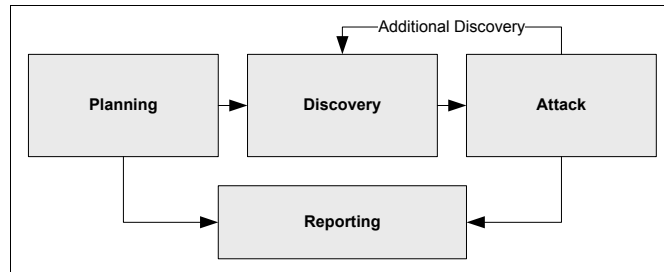 Additional Discovery
Planning
Discovery
Attack
Reporting